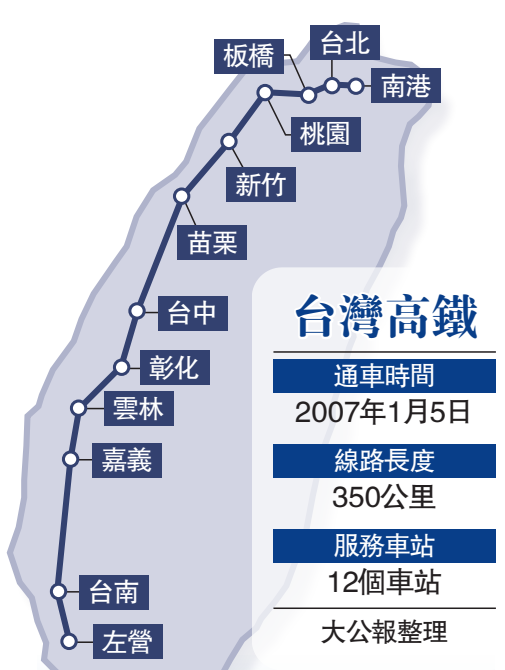 台北
板橋
南港
桃園
新竹
苗栗
台中
彰化
雲林
嘉義
台南
左營
台灣高鐵
通車時間
2007年1月5日
線路長度
350公里
服務車站
12個車站
大公報整理